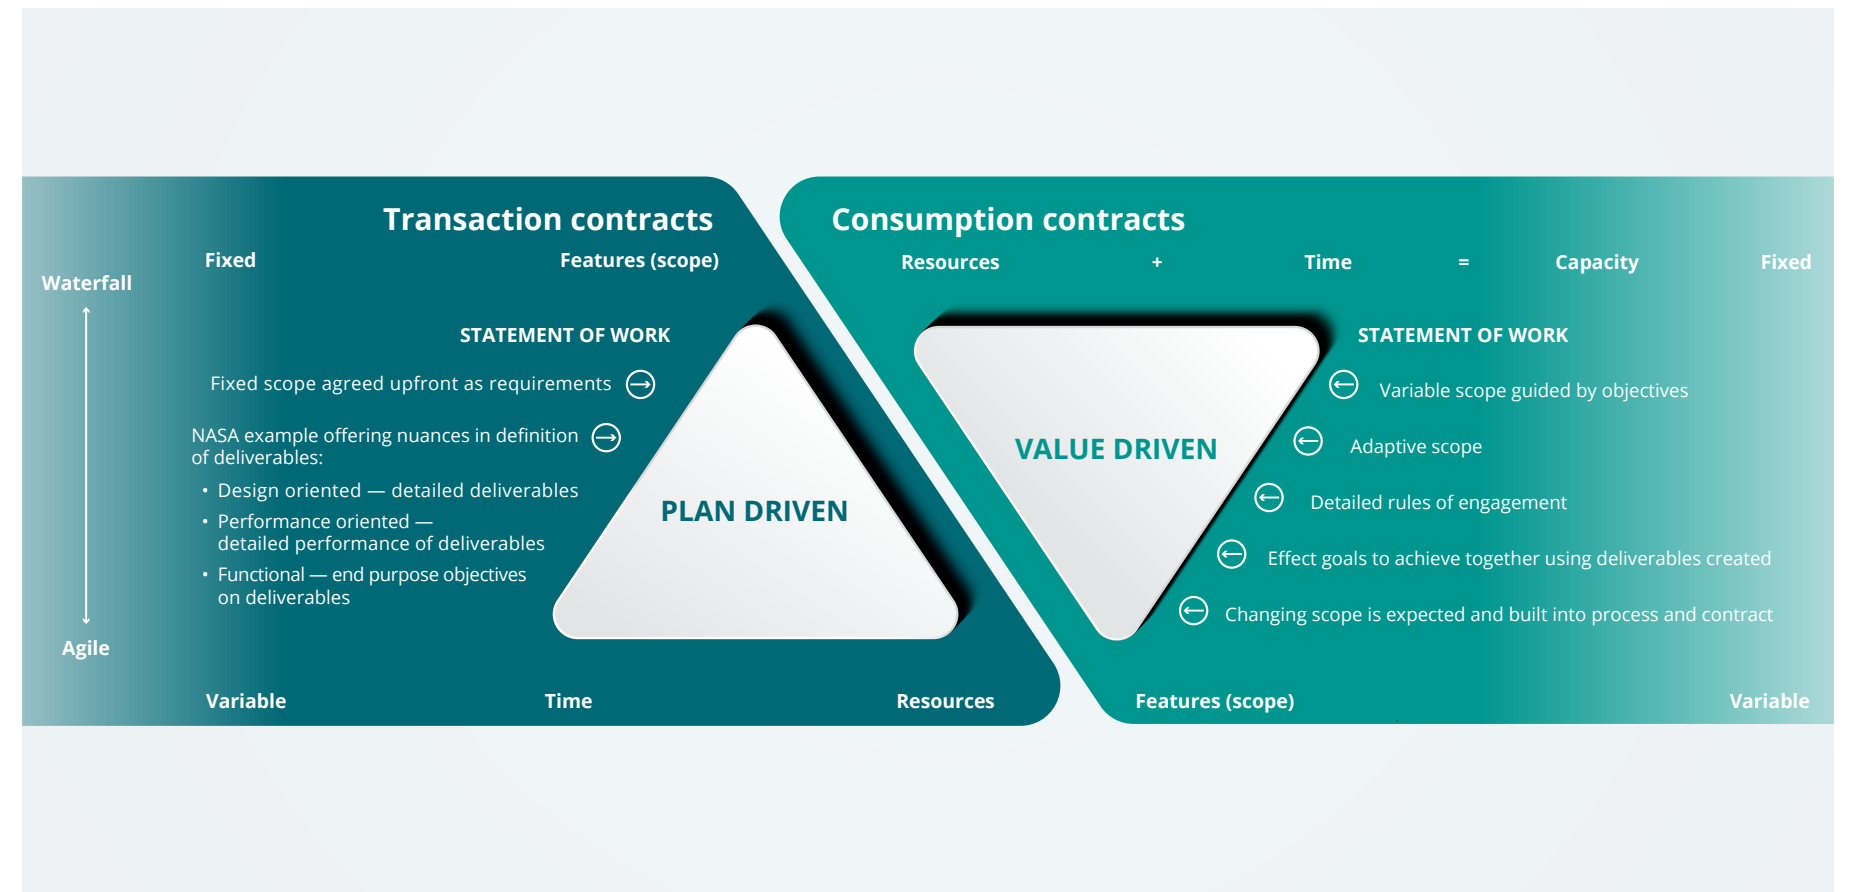 Transaction contracts
Fixed
Features (scope)
Waterfall
Agile
STATEMENT OF WORK
Fixed scope agreed upfront as requirements
NASA example offering nuances in definition
of deliverables:
• Design oriented — detailed deliverables
• Performance oriented —
detailed performance of deliverables
• Functional — end purpose objectives
on deliverables
PLAN DRIVEN
Variable
Time
Resources
Consumption contracts
Resources + Time = Capacity Fixed
VALUE DRIVEN
STATEMENT OF WORK
Variable scope guided by objectives
Adaptive scope
Detailed rules of engagement
Effect goals to achieve together using deliverables created
Changing scope is expected and built into process and contract
Features (scope)
Variable